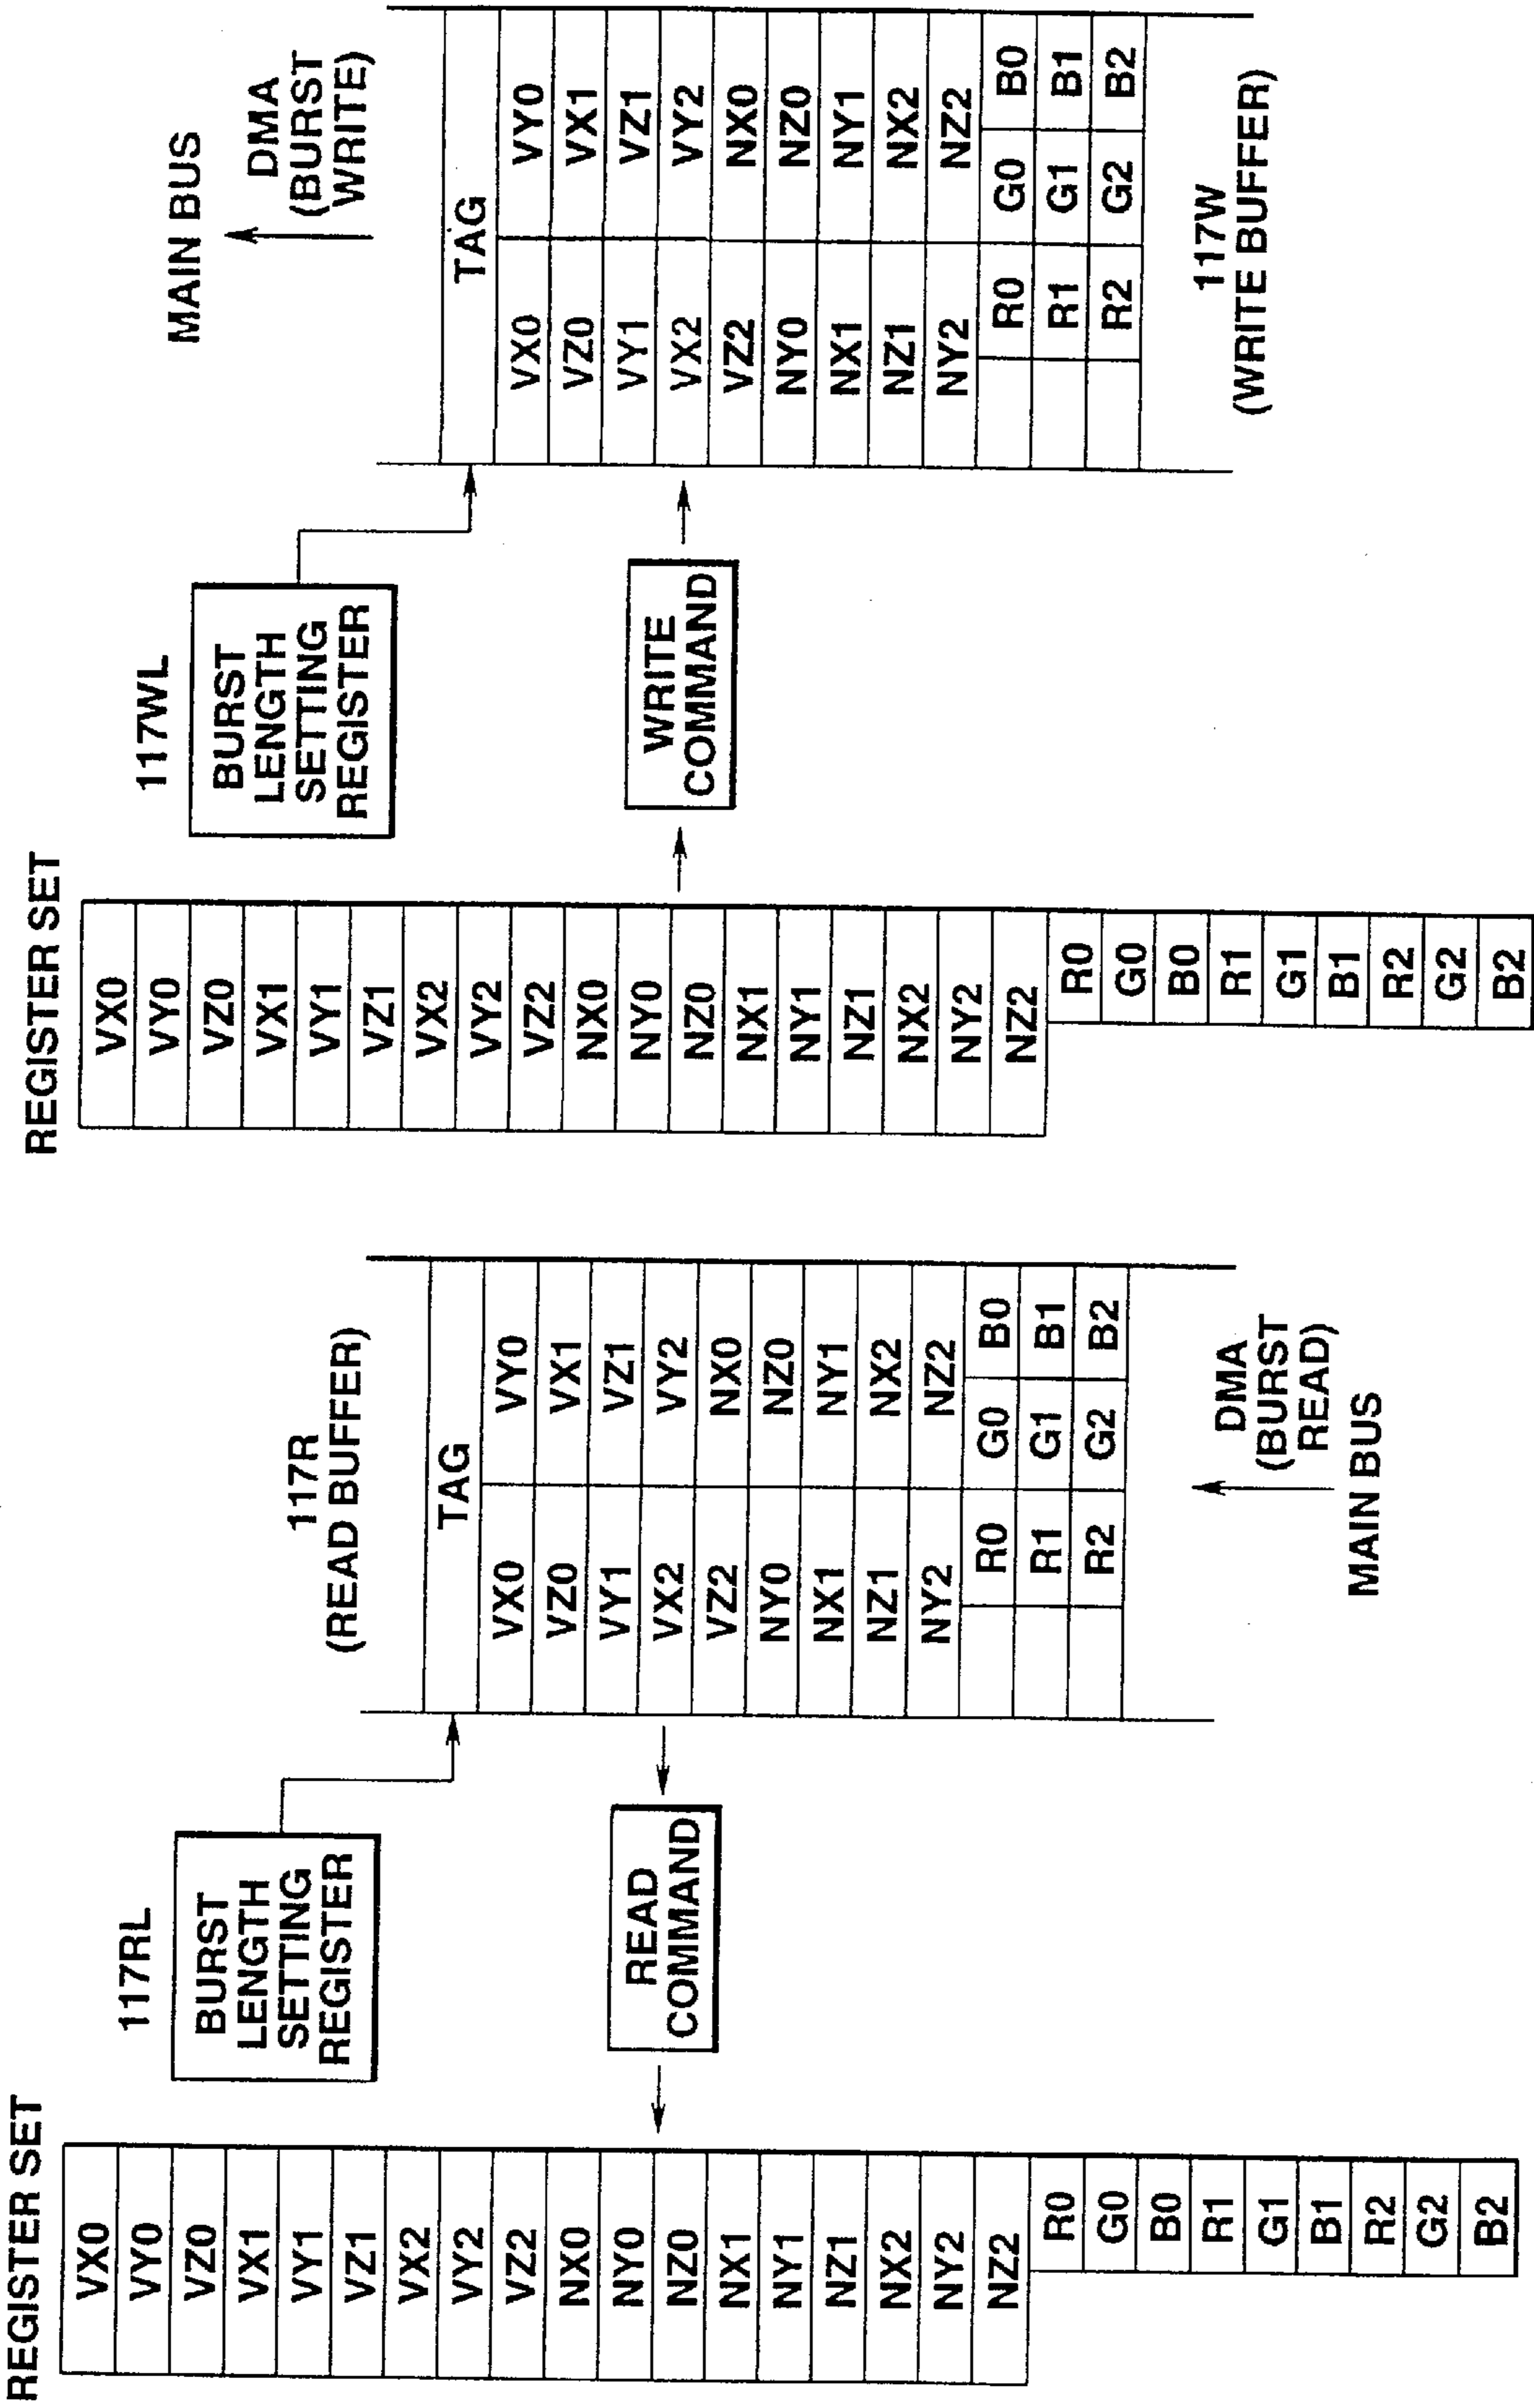 REGISTER SET
VX0
VY0
VZ0
VX1
VY1
VZ1
VX2
VY2
VZ2
NX0
NY0
NZ0
NX1
NY1
NZ1
NX2
NY2
NZ2
R0
G0
B0
R1
G1
B1
R2
G2
B2
117RL
BURST
LENGTH
SETTING
REGISTER
READ
COMMAND
117R
(READ BUFFER)
TAG
VX0 VY0
VZ0 VX1
VY1 VZ1
VX2 VY2
VZ2 NX0
NY0 NZ0
NX1 NY1
NZ1 NX2
NY2 NZ2
R0 G0 B0
R1 G1 B1
R2 G2 B2
DMA
(BURST
READ)
MAIN BUS
REGISTER SET
VX0
VY0
VZ0
VX1
VY1
VZ1
VX2
VY2
VZ2
NX0
NY0
NZ0
NX1
NY1
NZ1
NX2
NY2
NZ2
R0
G0
B0
R1
G1
B1
R2
G2
B2
117WL
BURST
LENGTH
SETTING
REGISTER
WRITE
COMMAND
MAIN BUS
DMA
(BURST
WRITE)
TAG
VX0 VY0
VZ0 VX1
VY1 VZ1
VX2 VY2
VZ2 NX0
NY0 NZ0
NX1 NY1
NZ1 NX2
NY2 NZ2
R0 G0 B0
R1 G1 B1
R2 G2 B2
117W
(WRITE BUFFER)